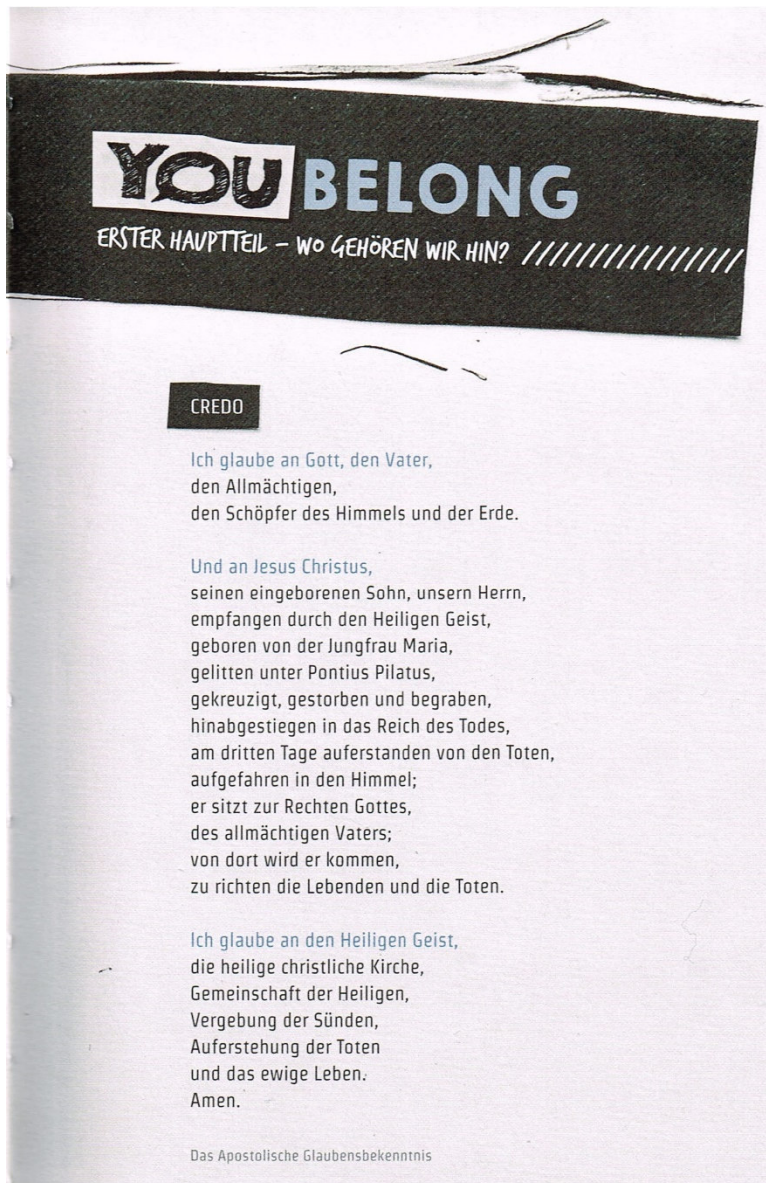 YOU BELONG
ERSTER HAUPTTEIL – WO GEHÖREN WIR HIN? ////////////////
CREDO
Ich glaube an Gott, den Vater,
den Allmächtigen,
den Schöpfer des Himmels und der Erde.
Und an Jesus Christus,
seinen eingeborenen Sohn, unsern Herrn,
empfangen durch den Heiligen Geist,
geboren von der Jungfrau Maria,
gelitten unter Pontius Pilatus,
gekreuzigt, gestorben und begraben,
hinabgestiegen in das Reich des Todes,
am dritten Tage auferstanden von den Toten,
aufgefahren in den Himmel;
er sitzt zur Rechten Gottes,
des allmächtigen Vaters;
von dort wird er kommen,
zu richten die Lebenden und die Toten.
Ich glaube an den Heiligen Geist,
die heilige christliche Kirche,
Gemeinschaft der Heiligen,
Vergebung der Sünden,
Auferstehung der Toten
und das ewige Leben.
Amen.
Das Apostolische Glaubensbekenntnis